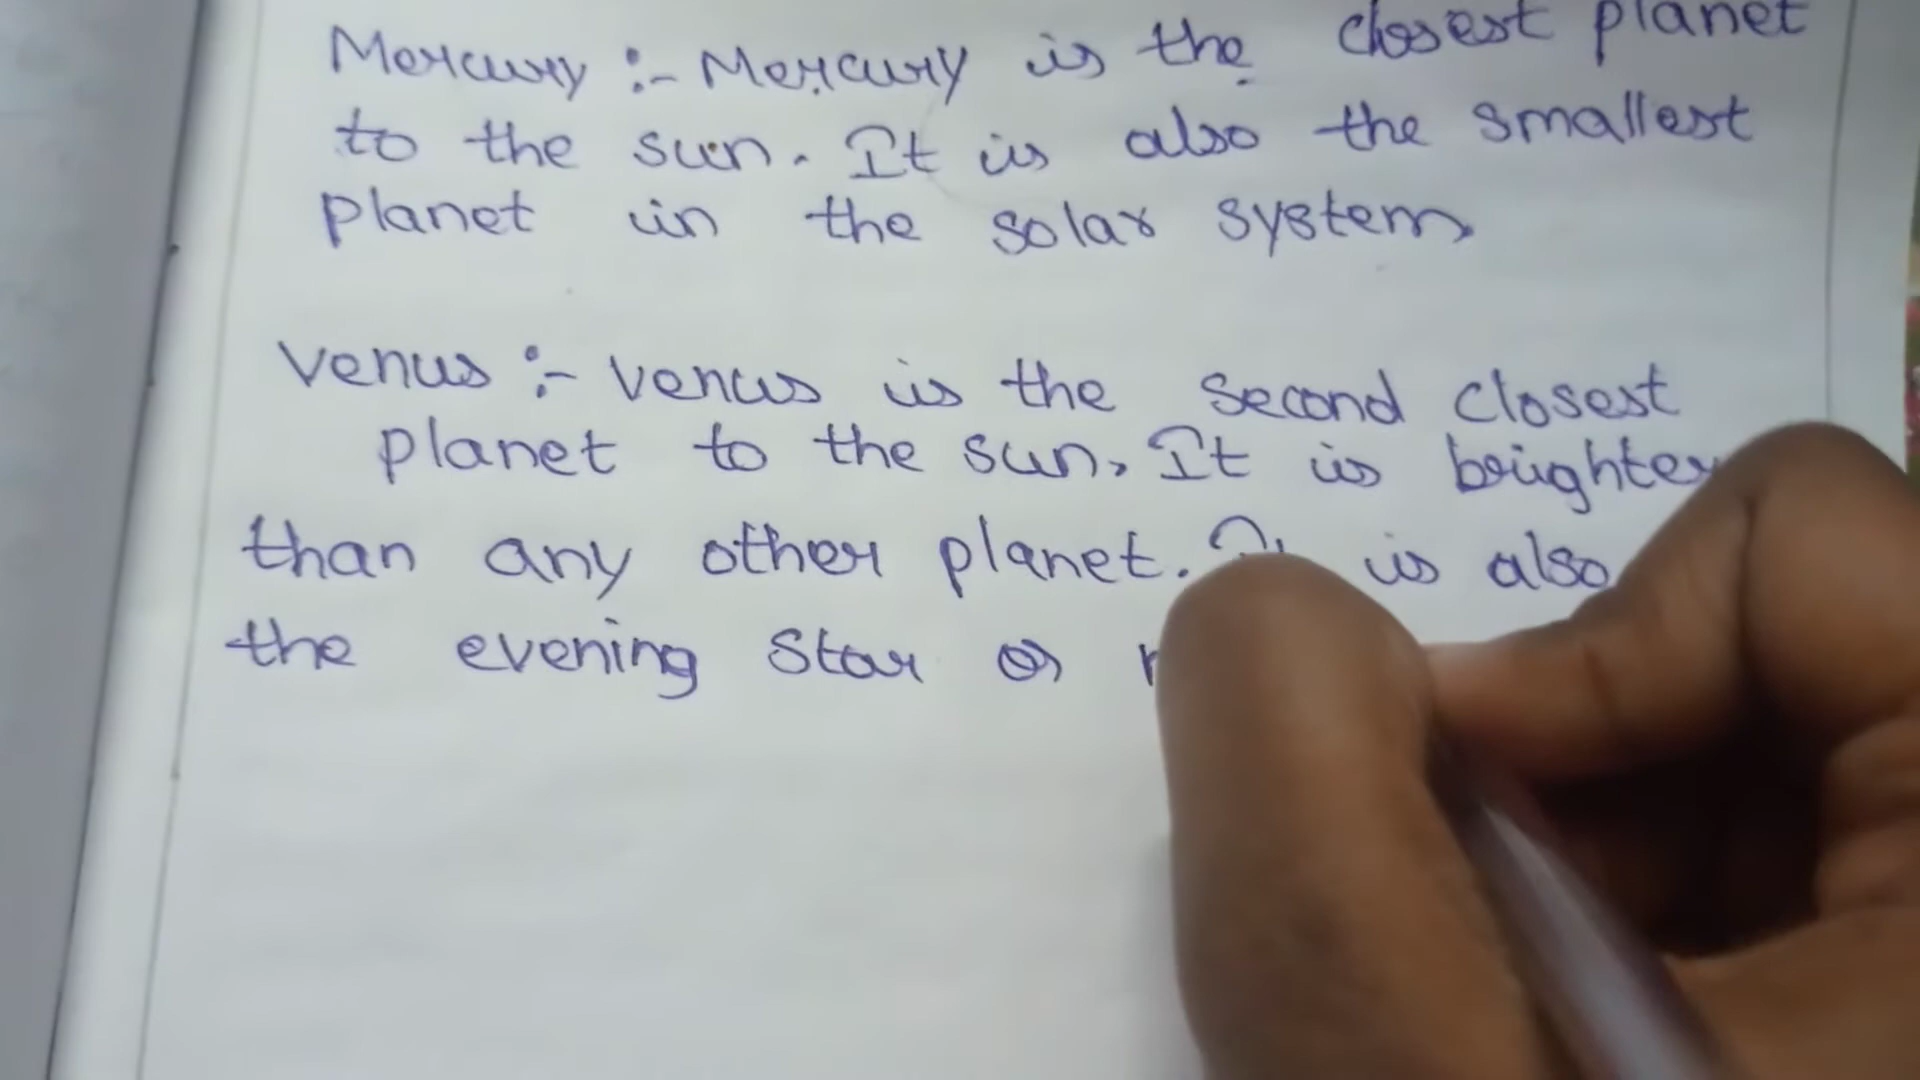 Mercury :- Mercury is the closest planet
to the sun. It is also the smallest
planet in the solar system.
Venus :- Venus is the second closest
planet to the sun. It is brighter
than any other planet. It is also
the evening star or